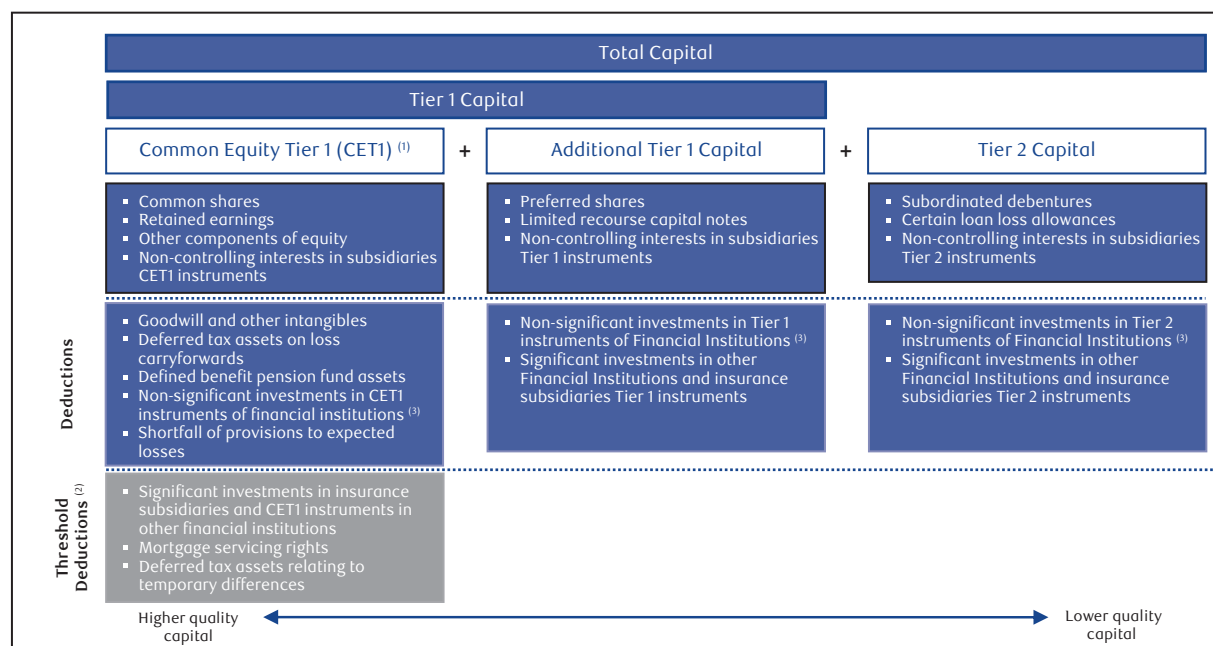 Total Capital
Tier 1 Capital
Common Equity Tier 1 (CET1) (1)
+
Additional Tier 1 Capital
+
Tier 2 Capital
▪ Common shares
▪ Retained earnings
▪ Other components of equity
▪ Non-controlling interests in subsidiaries
CET1 instruments
▪ Preferred shares
▪ Limited recourse capital notes
▪ Non-controlling interests in subsidiaries
Tier 1 instruments
▪ Subordinated debentures
▪ Certain loan loss allowances
▪ Non-controlling interests in subsidiaries
Tier 2 instruments
Deductions
▪ Goodwill and other intangibles
▪ Deferred tax assets on loss
carryforwards
▪ Defined benefit pension fund assets
▪ Non-significant investments in CET1
instruments of financial institutions (3)
▪ Shortfall of provisions to expected
losses
▪ Non-significant investments in Tier 1
instruments of Financial Institutions (3)
▪ Significant investments in other
Financial Institutions and insurance
subsidiaries Tier 1 instruments
▪ Non-significant investments in Tier 2
instruments of Financial Institutions (3)
▪ Significant investments in other
Financial Institutions and insurance
subsidiaries Tier 2 instruments
Threshold
Deductions (2)
▪ Significant investments in insurance
subsidiaries and CET1 instruments in
other financial institutions
▪ Mortgage servicing rights
▪ Deferred tax assets relating to
temporary differences
Higher quality
capital
Lower quality
capital